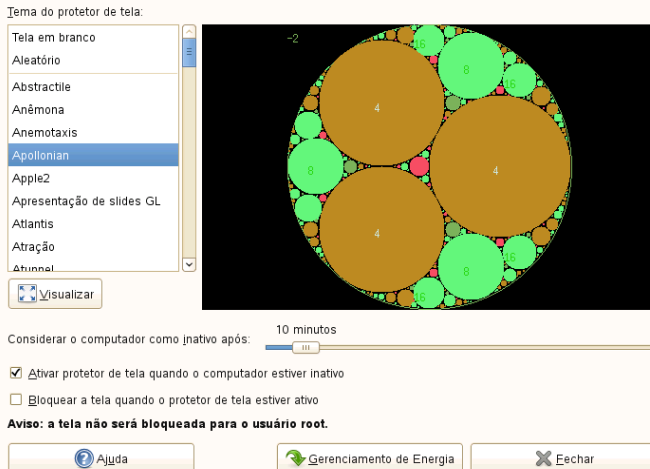 Tema do protetor de tela:
Tela em branco
Aleatório
Abstractile
Anêmona
Anemotaxis
Apollonian
Apple2
Apresentação de slides GL
Atlantis
Atração
Atunnel
Visualizar
-2
16
8
16
4
4
8
4
8
16
16
Considerar o computador como inativo após:
10 minutos
Ativar protetor de tela quando o computador estiver inativo
Bloquear a tela quando o protetor de tela estiver ativo
Aviso: a tela não será bloqueada para o usuário root.
Ajuda
Gerenciamento de Energia
Fechar